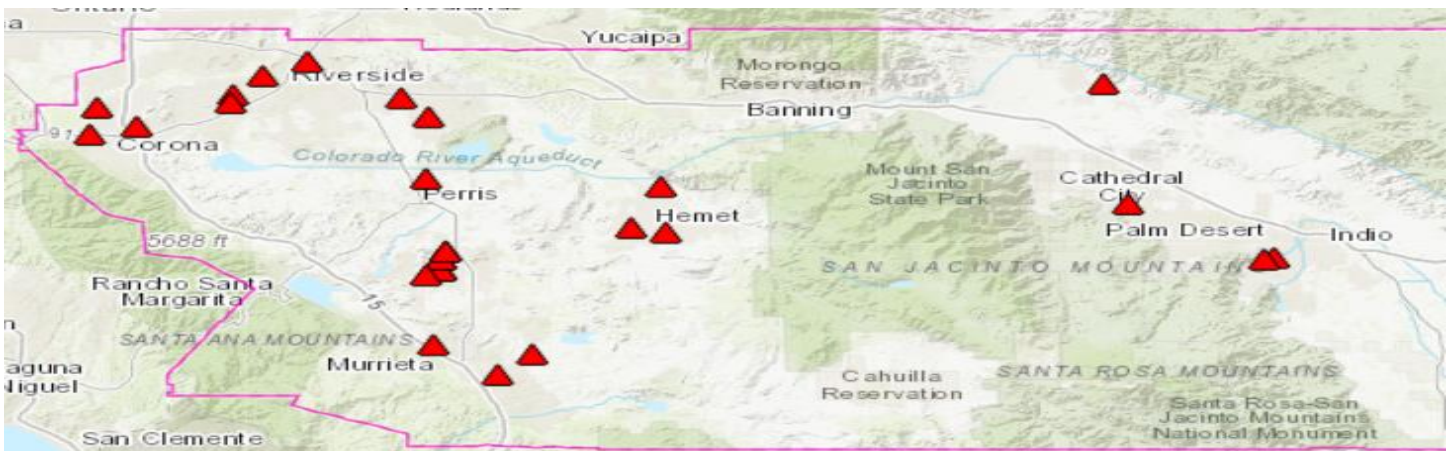 Yucaipa
Riverside
Morongo
Reservation
Banning
91
Corona
Colorado River Aqueduct
Mount San
Jacinto
State Park
Cathedral
City
Perris
Hemet
Palm Desert
Indio
5688 ft
SAN JACINTO MOUNTAIN
Rancho Santa
Margarita
15
SANTA ANA MOUNTAINS
Murrieta
aguna
Niguel
Cahuilla
Reservation
SANTA ROSA MOUNTAINS
Santa Rosa-San
Jacinto Mountains
National Monument
San Clemente